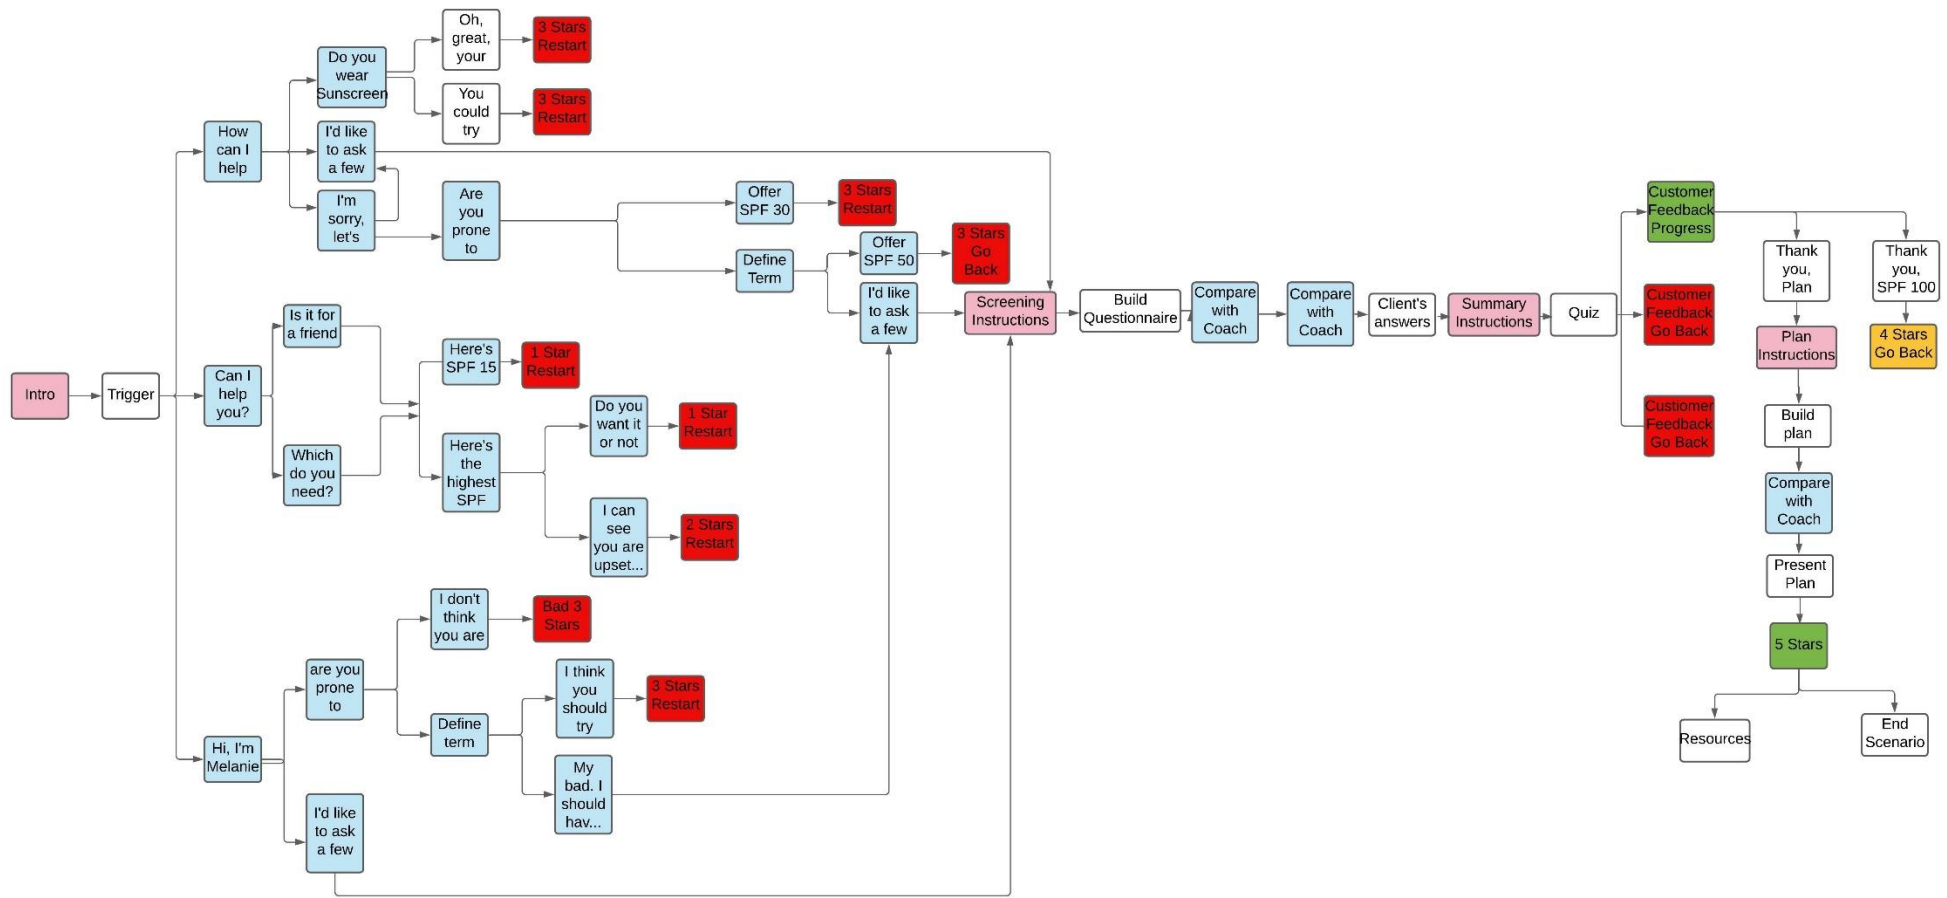 Oh,
great,
your
3 Stars
Restart
Do you
wear
Sunscreen
You
could
try
3 Stars
Restart
How
can I
help
I'd like
to ask
a few
I'm
sorry,
let's
Are
you
prone
to
Offer
SPF 30
3 Stars
Restart
Define
Term
Offer
SPF 50
3 Stars
Go
Back
I'd like
to ask
a few
Screening
Instructions
Build
Questionnaire
Compare
with
Coach
Compare
with
Coach
Client's
answers
Summary
Instructions
Quiz
Customer
Feedback
Progress
Customer
Feedback
Go Back
Custiomer
Feedback
Go Back
Thank
you,
Plan
Thank
you,
SPF 100
Plan
Instructions
4 Stars
Go Back
Build
plan
Compare
with
Coach
Present
Plan
5 Stars
Resources
End
Scenario
Intro
Trigger
Is it for
a friend
Can I
help
you?
Which
do you
need?
Here's
SPF 15
1 Star
Restart
Here's
the
highest
SPF
Do you
want it
or not
1 Star
Restart
I can
see
you are
upset...
2 Stars
Restart
I don't
think
you are
Bad 3
Stars
are you
prone
to
Define
term
I think
you
should
try
3 Stars
Restart
Hi, I'm
Melanie
My
bad. I
should
hav...
I'd like
to ask
a few